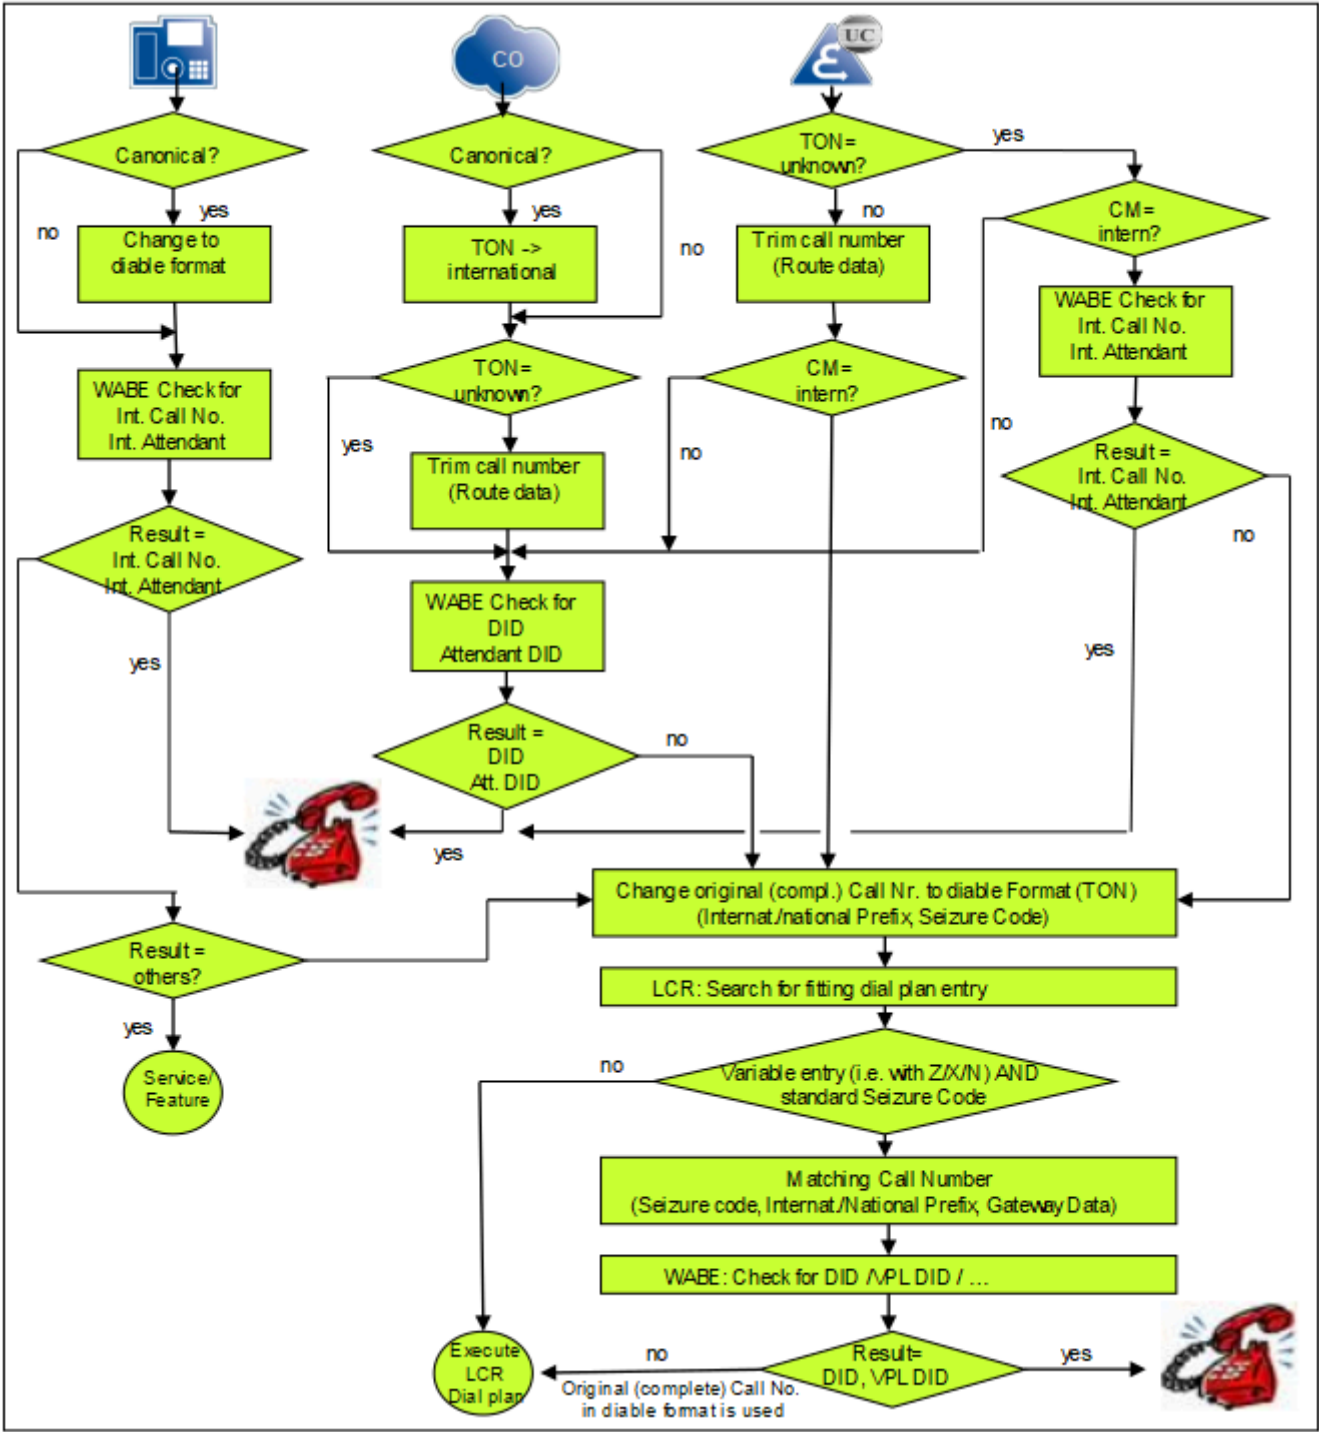 CO
UC
Canonical?
Canonical?
TON=
unknown?
yes
yes
yes
no
CM=
intern?
no
Change to
diable format
TON ->
international
no
Trim call number
(Route data)
WABE Check for
Int. Call No.
Int. Attendant
WABE Check for
Int. Call No.
Int. Attendant
TON=
unknown?
CM=
intern?
yes
no
no
Trim call number
(Route data)
Result =
Int. Call No.
Int. Attendant
no
Result =
Int. Call No.
Int. Attendant
WABE Check for
DID
Attendant DID
yes
yes
Result =
DID
Att. DID
no
yes
Change original (compl.) Call Nr. to diable Format (TON)
(Internat./national Prefix, Seizure Code)
Result =
others?
LCR: Search for fitting dial plan entry
yes
Service/
Feature
no
Variable entry (i.e. with Z/X/N) AND
standard Seizure Code
Matching Call Number
(Seizure code, Internat./National Prefix, Gateway Data)
WABE: Check for DID /VPL DID / ...
Execute
LCR
Dial plan
no
Original (complete) Call No.
in diable format is used
Result=
DID, VPL DID
yes